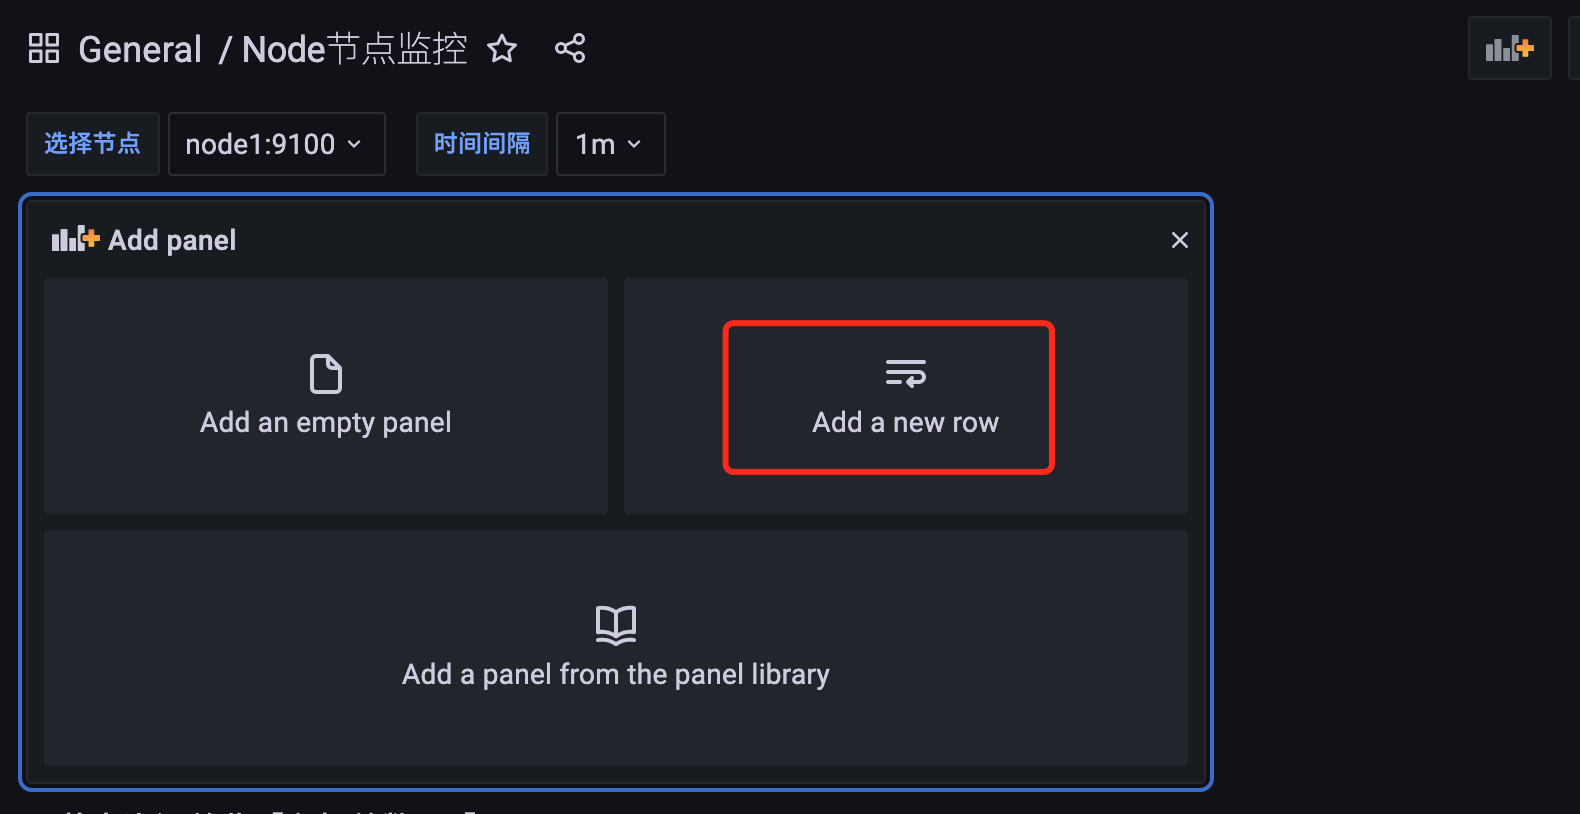 General / Node节点监控
选择节点 node1:9100 时间间隔 1m
Add panel
Add an empty panel
Add a new row
Add a panel from the panel library